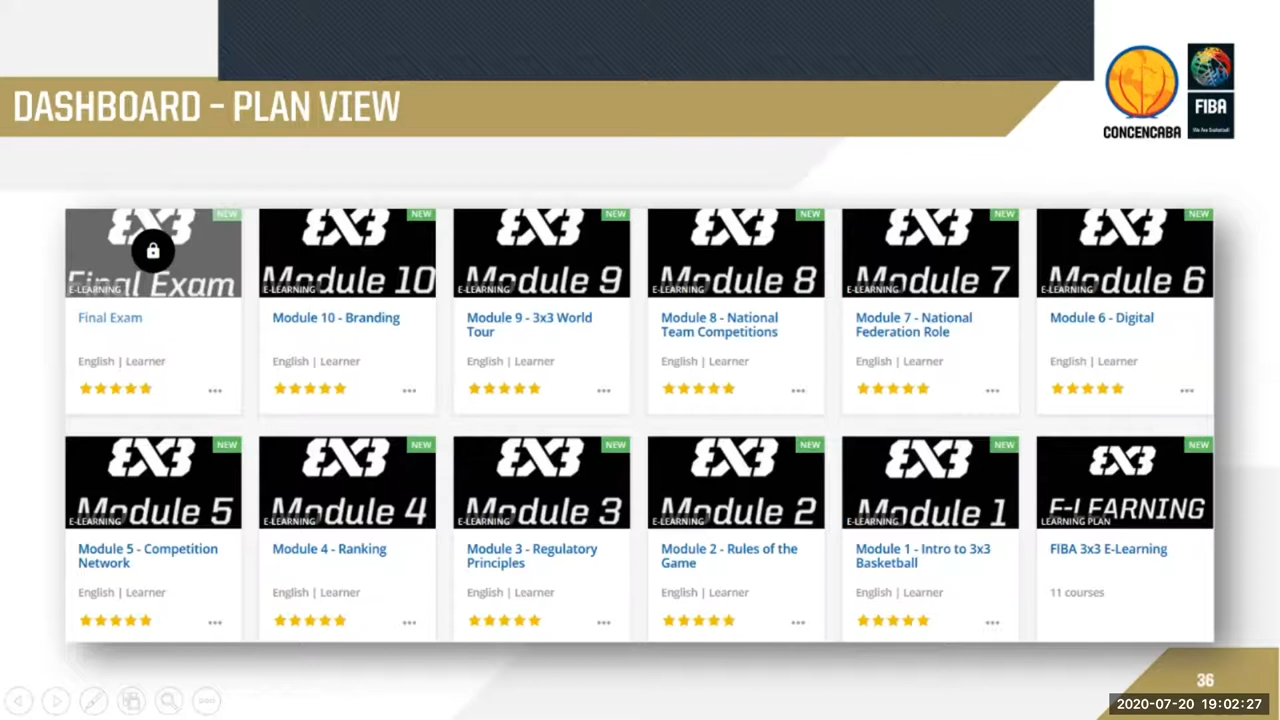 DASHBOARD - PLAN VIEW
CONCENCABA
FIBA
We Are Basketball
3X3
NEW
Final Exam
E-LEARNING
Final Exam
English | Learner
3X3
NEW
Module 10
E-LEARNING
Module 10 - Branding
English | Learner
3X3
NEW
Module 9
E-LEARNING
Module 9 - 3x3 World
Tour
English | Learner
3X3
NEW
Module 8
E-LEARNING
Module 8 - National
Team Competitions
English | Learner
3X3
NEW
Module 7
E-LEARNING
Module 7 - National
Federation Role
English | Learner
3X3
NEW
Module 6
E-LEARNING
Module 6 - Digital
English | Learner
3X3
NEW
Module 5
E-LEARNING
Module 5 - Competition
Network
English | Learner
3X3
NEW
Module 4
E-LEARNING
Module 4 - Ranking
English | Learner
3X3
NEW
Module 3
E-LEARNING
Module 3 - Regulatory
Principles
English | Learner
3X3
NEW
Module 2
E-LEARNING
Module 2 - Rules of the
Game
English | Learner
3X3
NEW
Module 1
E-LEARNING
Module 1 - Intro to 3x3
Basketball
English | Learner
3X3
NEW
E-LEARNING
LEARNING PLAN
FIBA 3x3 E-Learning
11 courses
36
2020-07-20 19:02:27